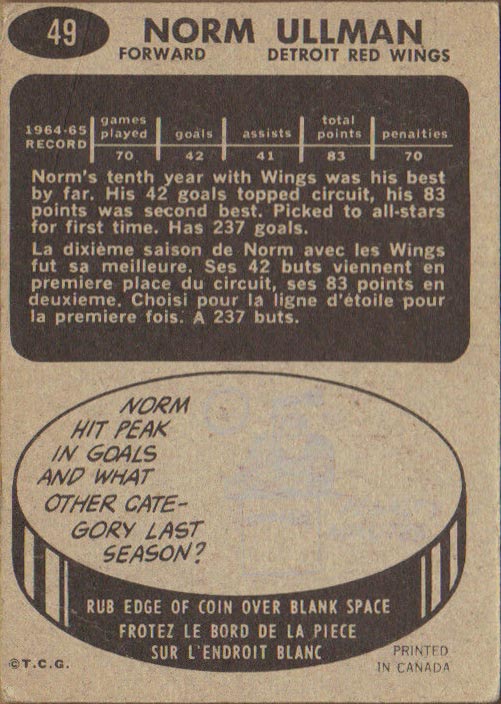 49
NORM ULLMAN
FORWARD DETROIT RED WINGS
1964-65 RECORD games played goals assists total points penalties
70 42 41 83 70
Norm's tenth year with Wings was his best
by far. His 42 goals topped circuit, his 83
points was second best. Picked to all-stars
for first time. Has 237 goals.
La dixième saison de Norm avec les Wings
fut sa meilleure. Ses 42 buts viennent en
premiere place du circuit, ses 83 points en
deuxieme. Choisi pour la ligne d'étoile pour
la premiere fois. A 237 buts.
NORM
HIT PEAK
IN GOALS
AND WHAT
OTHER CATE-
GORY LAST
SEASON?
RUB EDGE OF COIN OVER BLANK SPACE
FROTEZ LE BORD DE LA PIECE
SUR L'ENDROIT BLANC
©T.C.G.
PRINTED
IN CANADA